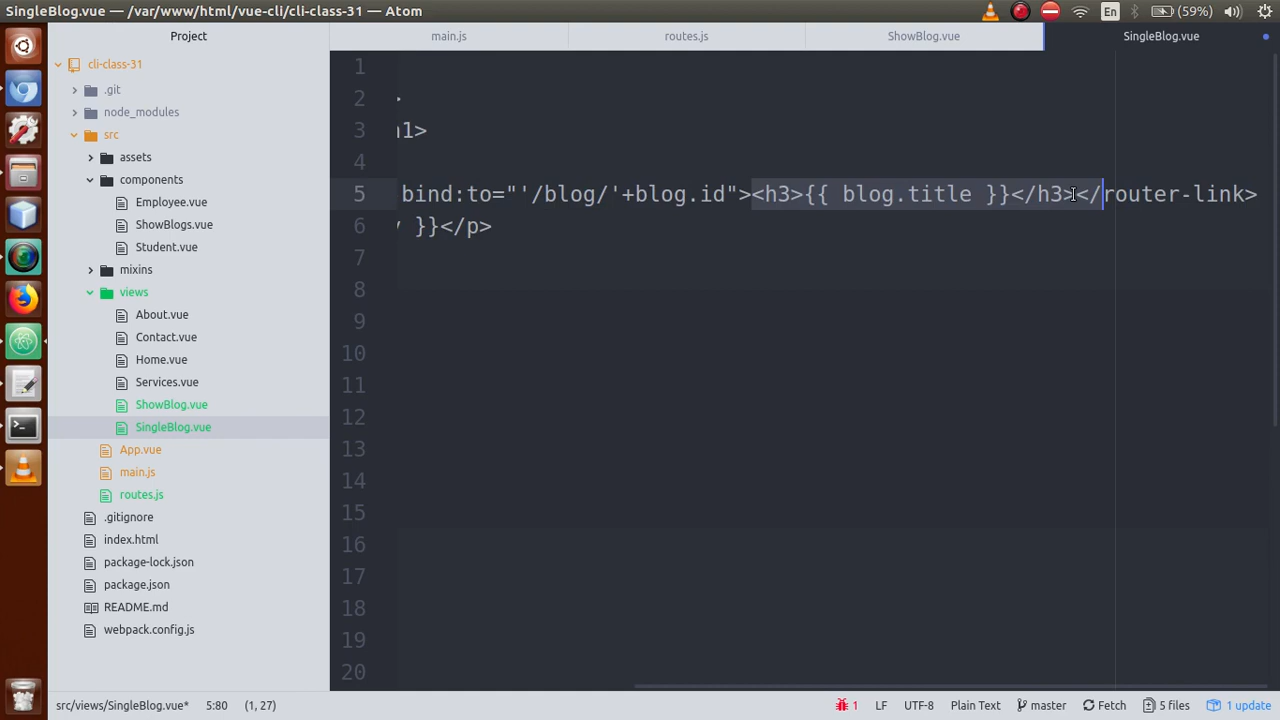 SingleBlog.vue — /var/www/html/vue-cli/cli-class-31 — Atom
En
(59%)
Project
main.js
routes.js
ShowBlog.vue
SingleBlog.vue
cli-class-31
.git
node_modules
src
assets
components
Employee.vue
ShowBlogs.vue
Student.vue
mixins
views
About.vue
Contact.vue
Home.vue
Services.vue
ShowBlog.vue
SingleBlog.vue
App.vue
main.js
routes.js
.gitignore
index.html
package-lock.json
package.json
README.md
webpack.config.js
1
2 >
3 h1>
4
5 bind:to="'/blog/'+blog.id"><h3>{{ blog.title }}</h3></router-link>
6 }}</p>
7
8
9
10
11
12
13
14
15
16
17
18
19
20
src/views/SingleBlog.vue* 5:80 (1, 27)
1 LF UTF-8 Plain Text master Fetch 5 files 1 update